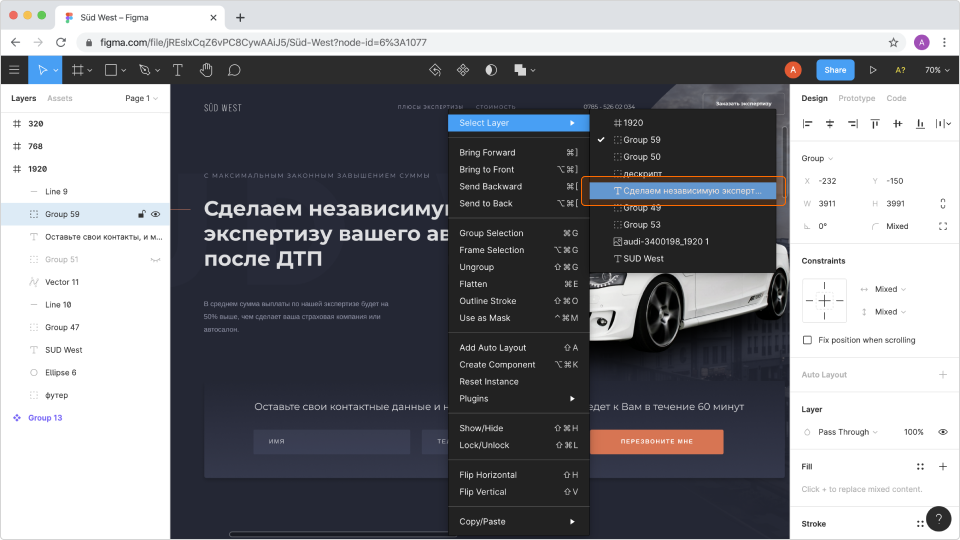 Süd West – Figma
figma.com/file/jREslxCqZ6vPC8CywAAiJ5/Süd-West?node-id=6%3A1077
A
A
Share
A?
70%
Layers
Assets
Page 1
320
768
1920
Line 9
Group 59
Оставьте свои контакты, и м...
Group 51
Vector 11
Line 10
Group 47
SUD West
Ellipse 6
футер
Group 13
SÜD WEST
ПЛЮСЫ ЭКСПЕРТИЗЫ
СТОИМОСТЬ
0785 - 526 02 034
Заказать экспертизу
С МАКСИМАЛЬНЫМ ЗАКОННЫМ ЗАВЫШЕНИЕМ СУММЫ
Сделаем независимую
экспертизу вашего ав
после ДТП
В среднем сумма выплаты по нашей экспертизе будет на
50% выше, чем сделает ваша страховая компания или
автосалон.
Оставьте свои контактные данные и н
едет к Вам в течение 60 минут
ИМЯ
ТЕЛ
ПЕРЕЗВОНИТЕ МНЕ
Select Layer
Bring Forward ⌘]
Bring to Front ⌥⌘]
Send Backward ⌘[
Send to Back ⌥⌘[
Group Selection ⌘G
Frame Selection ⌥⌘G
Ungroup ⇧⌘G
Flatten ⌘E
Outline Stroke ⇧⌘O
Use as Mask ^⌘M
Add Auto Layout ⇧A
Create Component ⌥⌘K
Reset Instance
Plugins
Show/Hide ⇧⌘H
Lock/Unlock ⇧⌘L
Flip Horizontal ⇧H
Flip Vertical ⇧V
Copy/Paste
1920
Group 59
Group 50
дескрипт
Сделаем независимую эксперт...
Group 49
Group 53
audi-3400198_1920 1
SUD West
Design
Prototype
Code
Group
X -232
Y -150
W 3911
H 3991
0°
Mixed
Constraints
Mixed
Mixed
Fix position when scrolling
Auto Layout
Layer
Pass Through
100%
Fill
Click + to replace mixed content.
Stroke
?